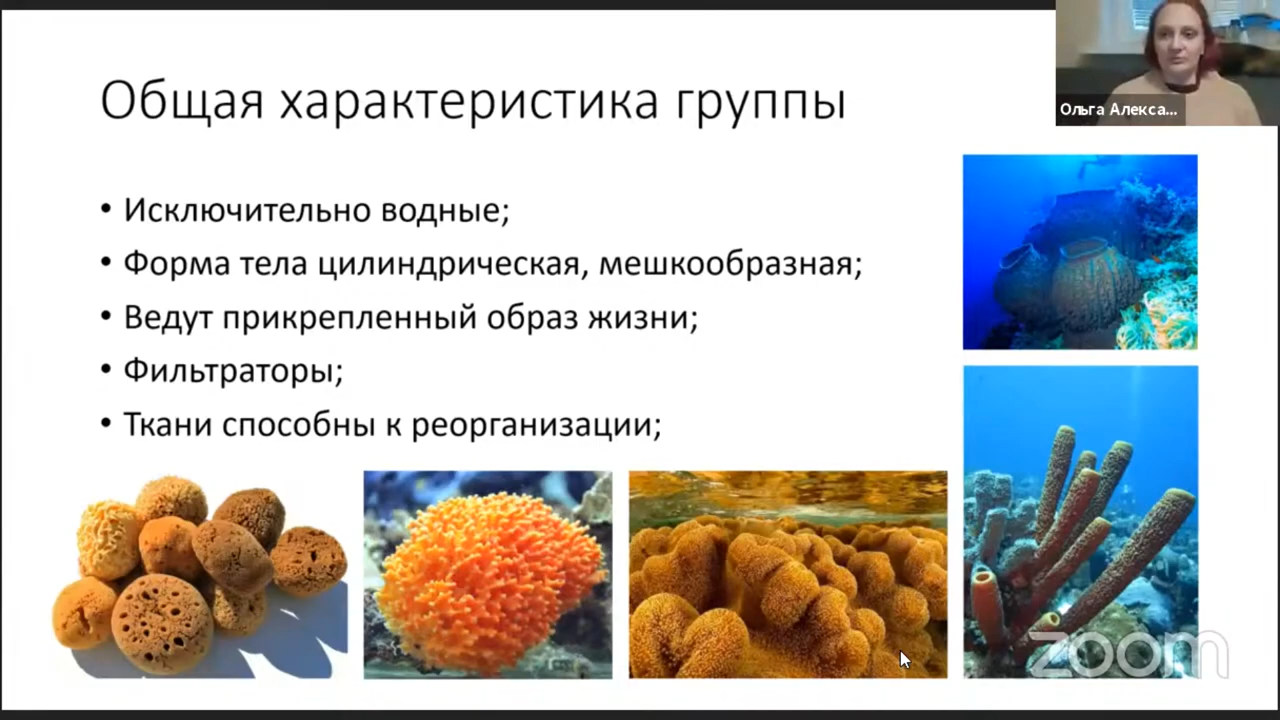 Общая характеристика группы
Ольга Алекса...
• Исключительно водные;
• Форма тела цилиндрическая, мешкообразная;
• Ведут прикрепленный образ жизни;
• Фильтраторы;
• Ткани способны к реорганизации;
zoom